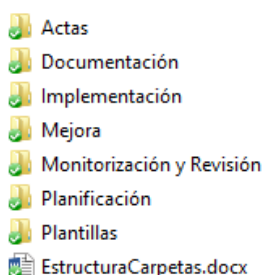 Actas
Documentación
Implementación
Mejora
Monitorización y Revisión
Planificación
Plantillas
EstructuraCarpetas.docx